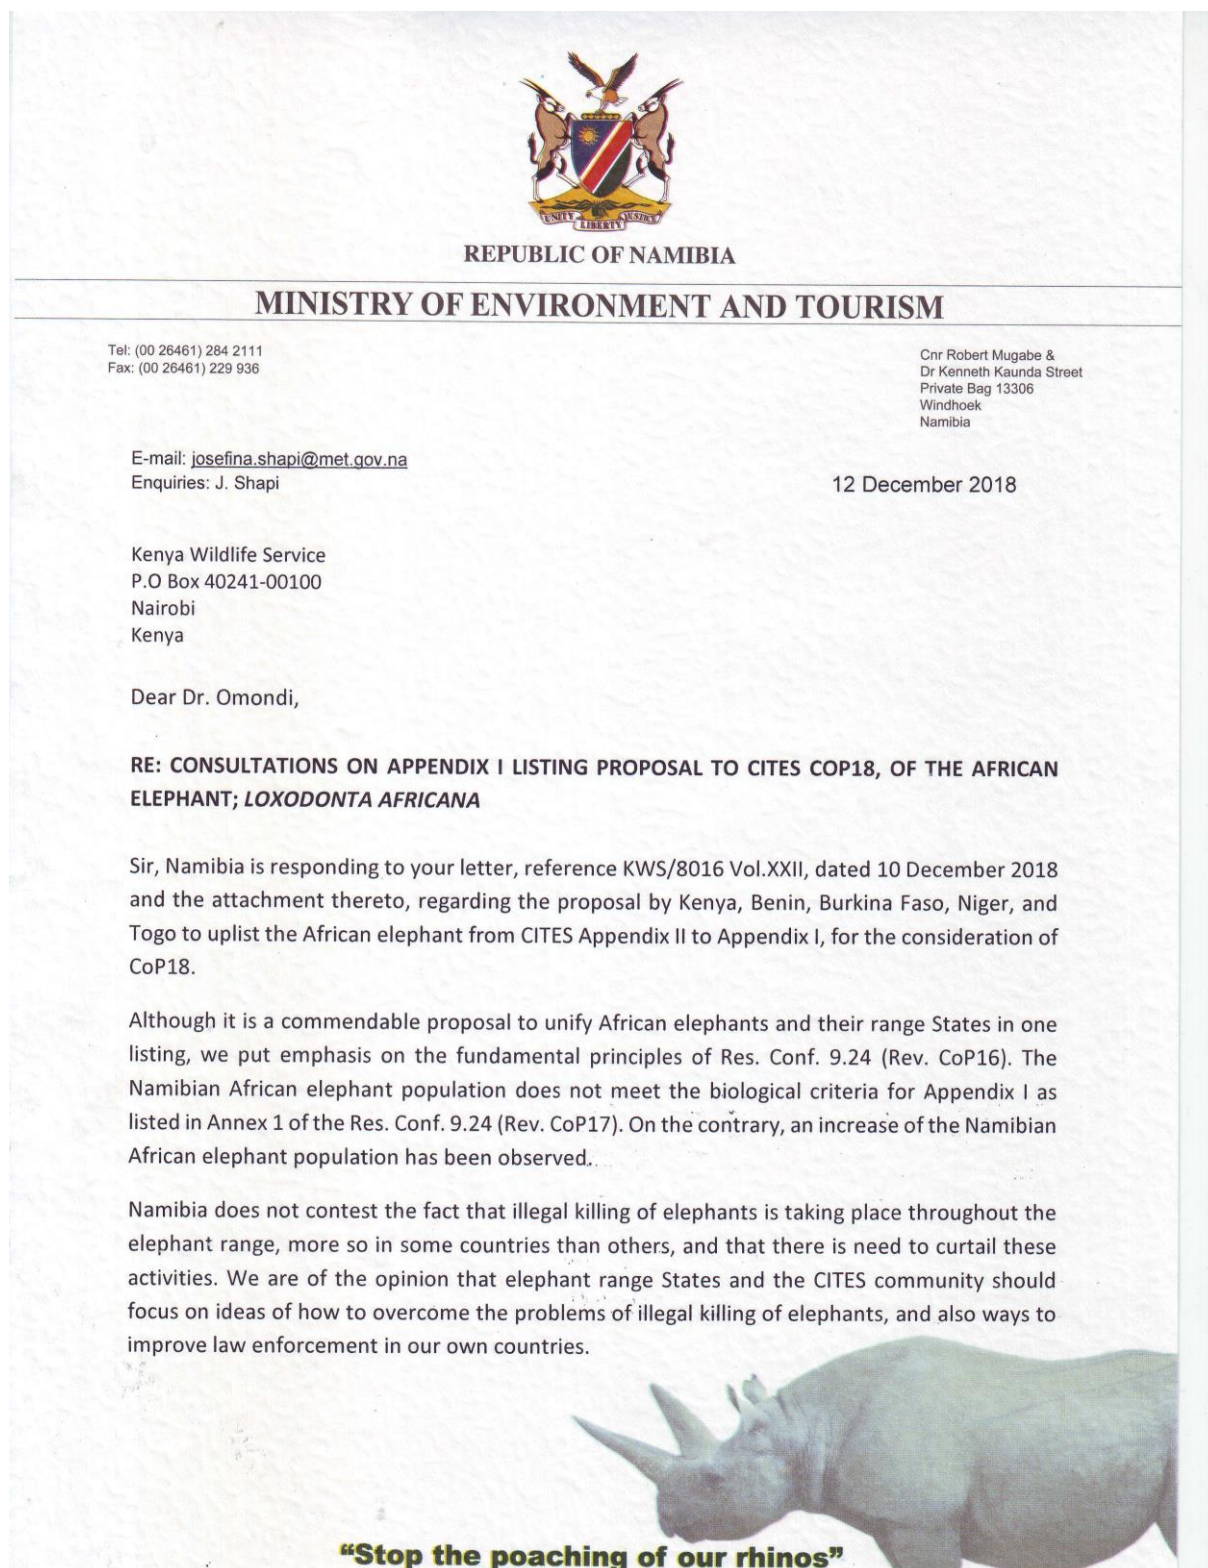 UNITY LIBERTY JUSTICE
REPUBLIC OF NAMIBIA
MINISTRY OF ENVIRONMENT AND TOURISM
Tel: (00 26461) 284 2111
Fax: (00 26461) 229 936
Cnr Robert Mugabe &
Dr Kenneth Kaunda Street
Private Bag 13306
Windhoek
Namibia
E-mail: josefina.shapi@met.gov.na
Enquiries: J. Shapi
12 December 2018
Kenya Wildlife Service
P.O Box 40241-00100
Nairobi
Kenya
Dear Dr. Omondi,
RE: CONSULTATIONS ON APPENDIX I LISTING PROPOSAL TO CITES COP18, OF THE AFRICAN
ELEPHANT; LOXODONTA AFRICANA
Sir, Namibia is responding to your letter, reference KWS/8016 Vol.XXII, dated 10 December 2018
and the attachment thereto, regarding the proposal by Kenya, Benin, Burkina Faso, Niger, and
Togo to uplist the African elephant from CITES Appendix II to Appendix I, for the consideration of
CoP18.
Although it is a commendable proposal to unify African elephants and their range States in one
listing, we put emphasis on the fundamental principles of Res. Conf. 9.24 (Rev. CoP16). The
Namibian African elephant population does not meet the biological criteria for Appendix I as
listed in Annex 1 of the Res. Conf. 9.24 (Rev. CoP17). On the contrary, an increase of the Namibian
African elephant population has been observed.
Namibia does not contest the fact that illegal killing of elephants is taking place throughout the
elephant range, more so in some countries than others, and that there is need to curtail these
activities. We are of the opinion that elephant range States and the CITES community should
focus on ideas of how to overcome the problems of illegal killing of elephants, and also ways to
improve law enforcement in our own countries.
“Stop the poaching of our rhinos”